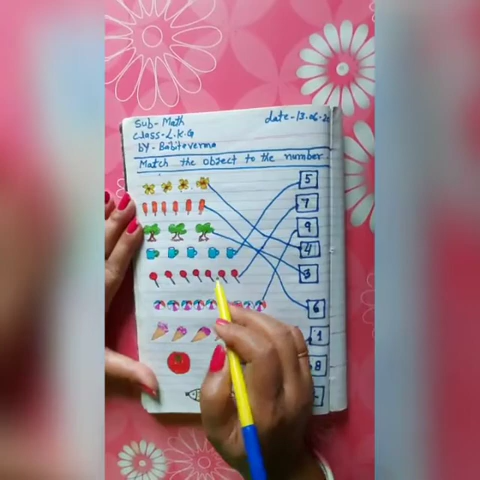 Sub- Math
date-13.06.20
Class-L.K.G
by- Babita verma
Match the object to the number.
5
7
9
4
3
6
1
8